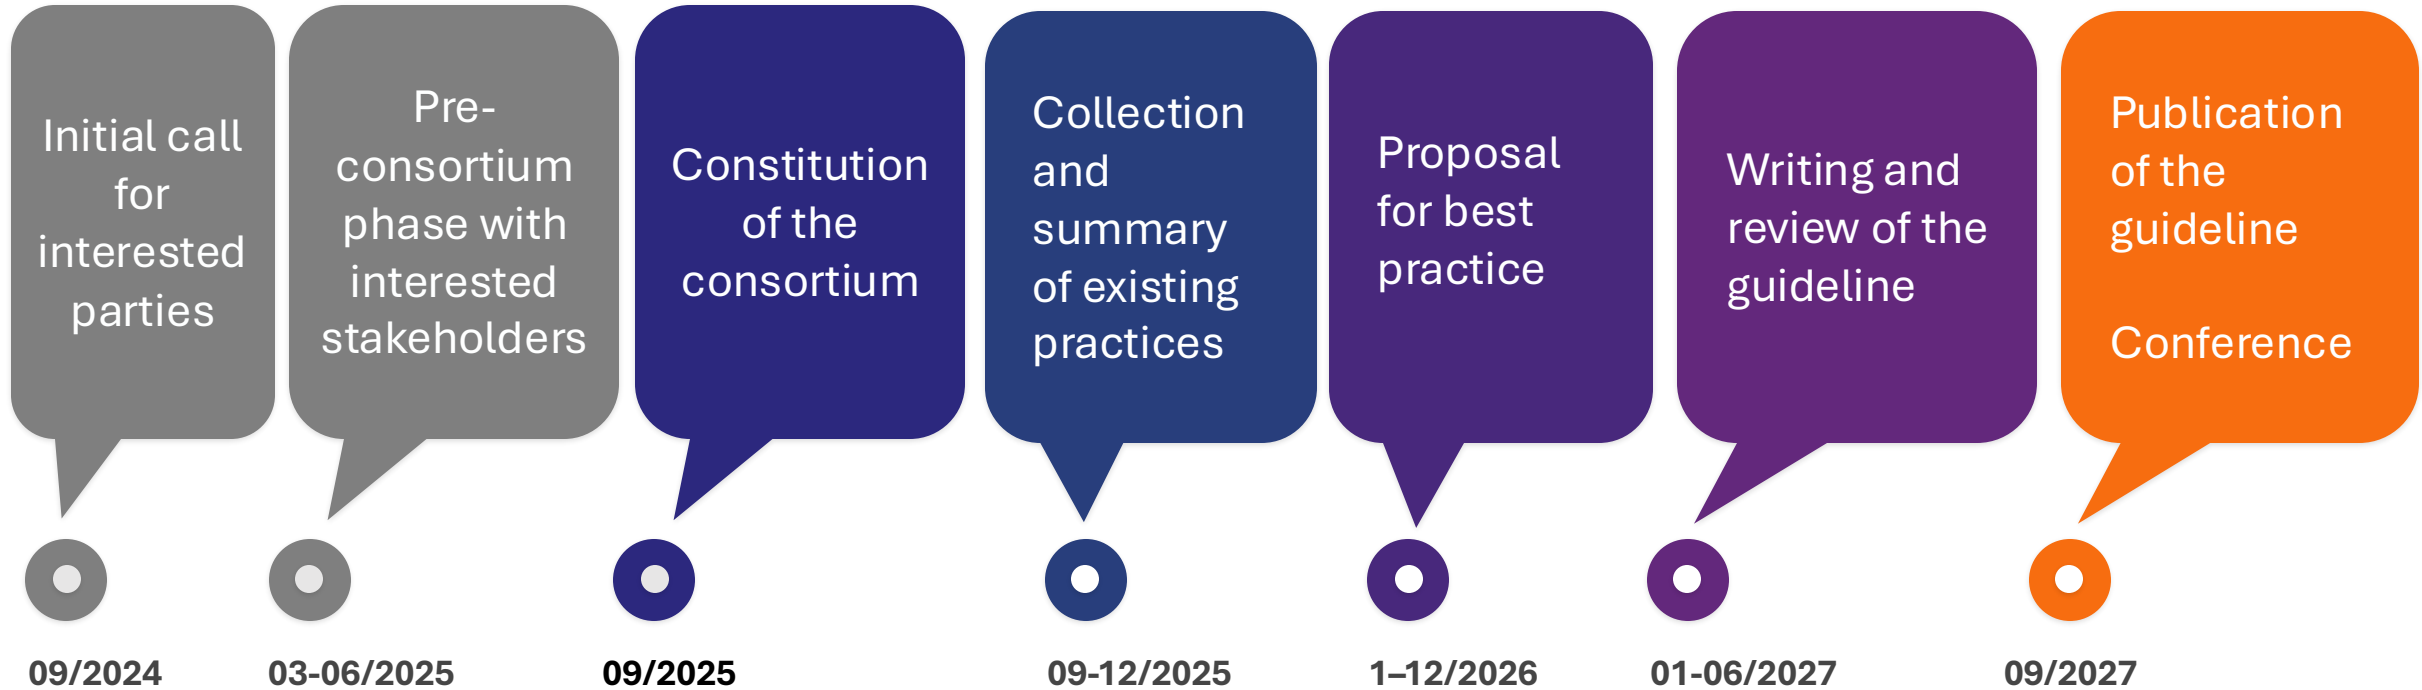 Initial call
for
interested
parties
Pre-
consortium
phase with
interested
stakeholders
Constitution
of the
consortium
Collection
and
summary
of existing
practices
Proposal
for best
practice
Writing and
review of the
guideline
Publication
of the
guideline
Conference
09/2024
03-06/2025
09/2025
09-12/2025
1–12/2026
01-06/2027
09/2027